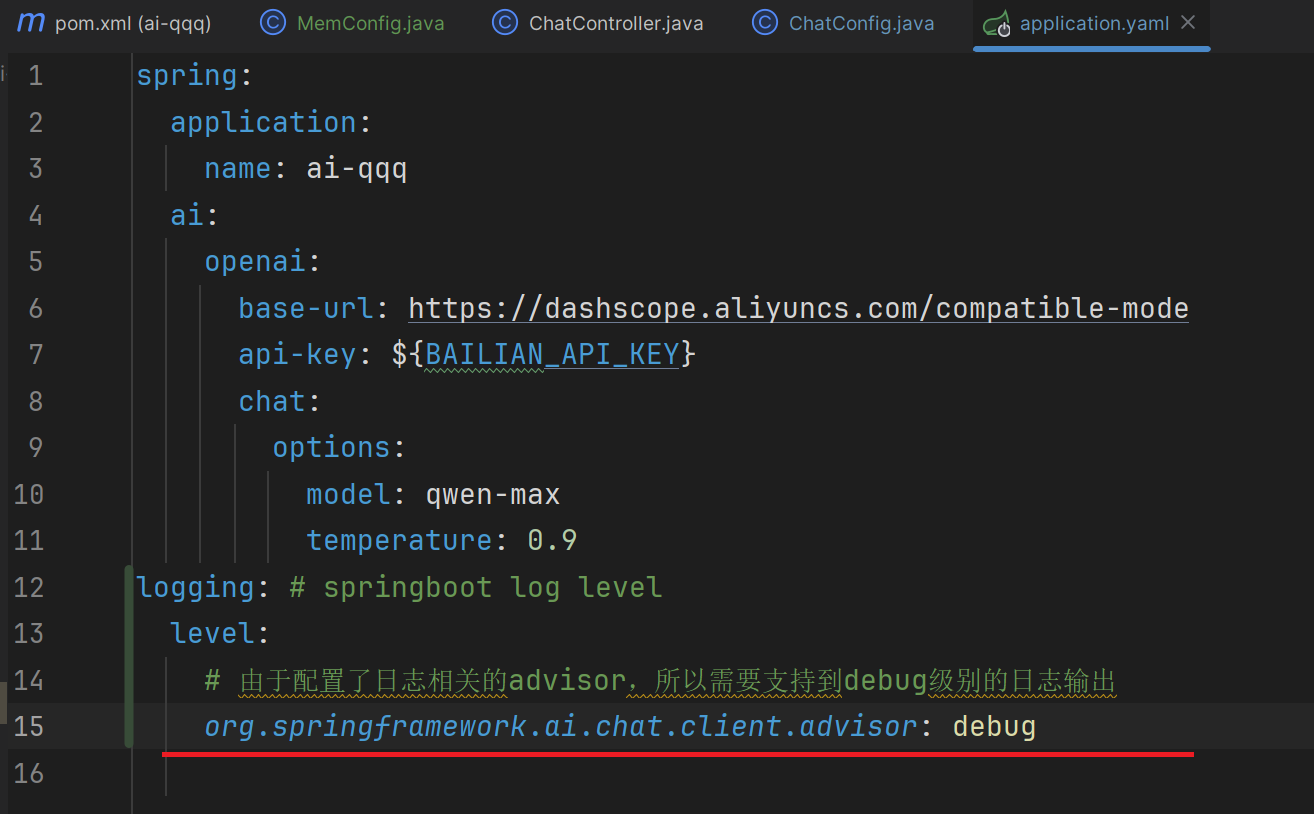 m pom.xml (ai-qqq) C MemConfig.java C ChatController.java C ChatConfig.java application.yaml
1 spring:
2 application:
3 name: ai-qqq
4 ai:
5 openai:
6 base-url: https://dashscope.aliyuncs.com/compatible-mode
7 api-key: ${BAILIAN_API_KEY}
8 chat:
9 options:
10 model: qwen-max
11 temperature: 0.9
12 logging: # springboot log level
13 level:
14 # 由于配置了日志相关的advisor，所以需要支持到debug级别的日志输出
15 org.springframework.ai.chat.client.advisor: debug
16